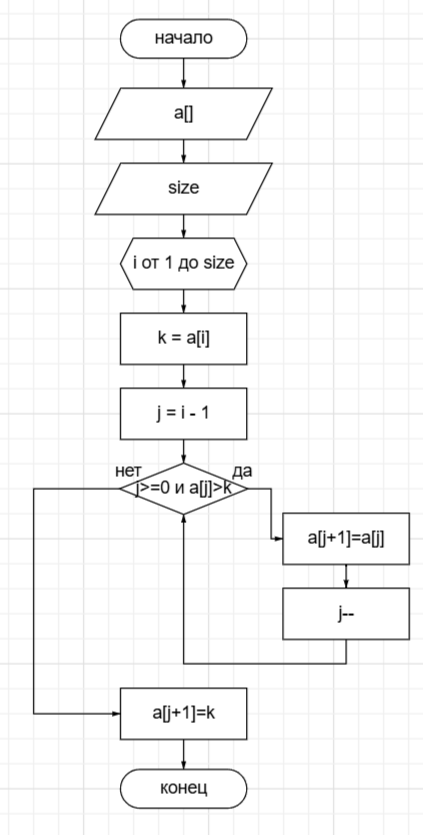 начало
a[]
size
i от 1 до size
k = a[i]
j = i - 1
нет
да
j>=0 и a[j]>k
a[j+1]=a[j]
j--
a[j+1]=k
конец